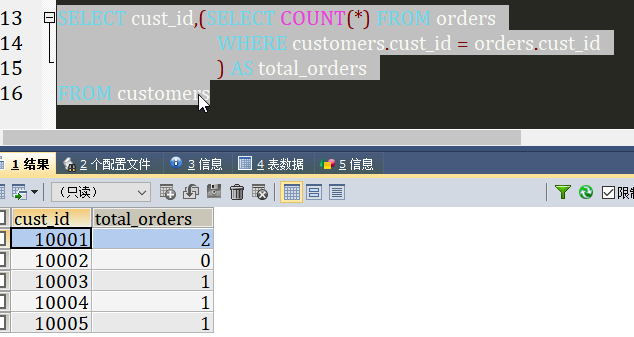 13 SELECT cust_id,(SELECT COUNT(*) FROM orders
14 WHERE customers.cust_id = orders.cust_id
15 ) AS total_orders
16 FROM customers
1 结果 2 个配置文件 3 信息 4 表数据 5 信息
（只读） 限制
cust_id total_orders
10001 2
10002 0
10003 1
10004 1
10005 1